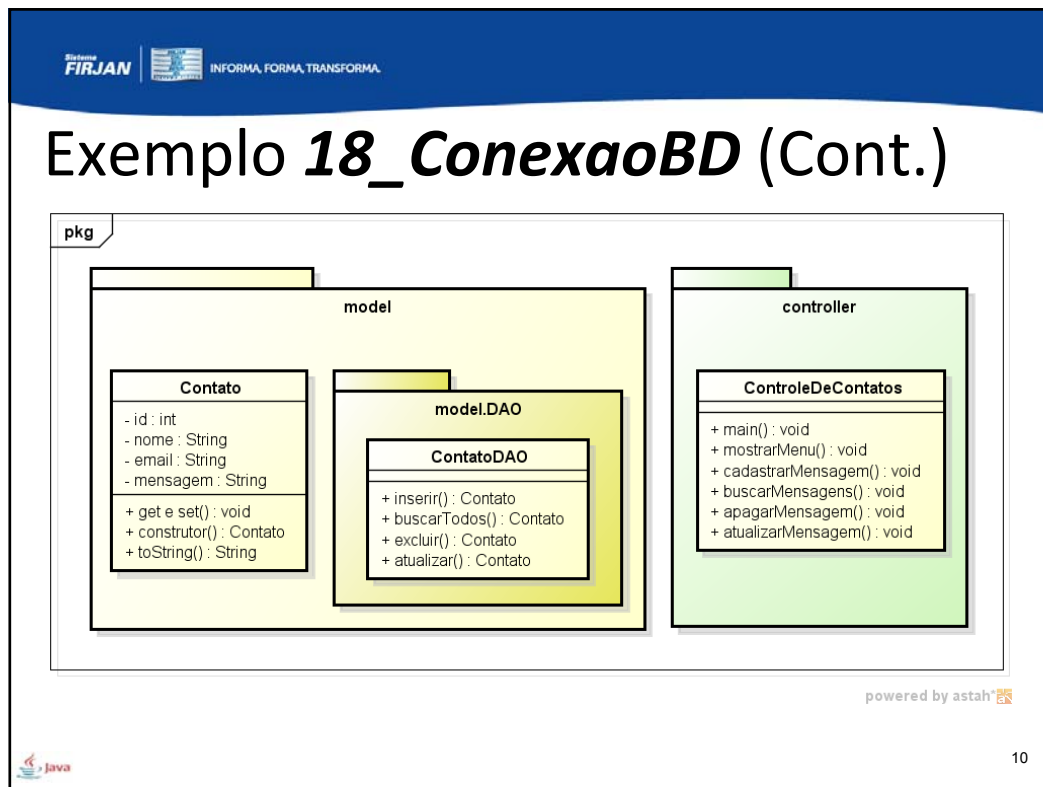 Sistema
FIRJAN
INFORMA, FORMA, TRANSFORMA.
Exemplo 18_ConexaoBD (Cont.)
pkg
model
Contato
- id : int
- nome : String
- email : String
- mensagem : String
+ get e set() : void
+ construtor() : Contato
+ toString() : String
model.DAO
ContatoDAO
+ inserir() : Contato
+ buscarTodos() : Contato
+ excluir() : Contato
+ atualizar() : Contato
controller
ControleDeContatos
+ main() : void
+ mostrarMenu() : void
+ cadastrarMensagem() : void
+ buscarMensagens() : void
+ apagarMensagem() : void
+ atualizarMensagem() : void
powered by astah*
Java
10